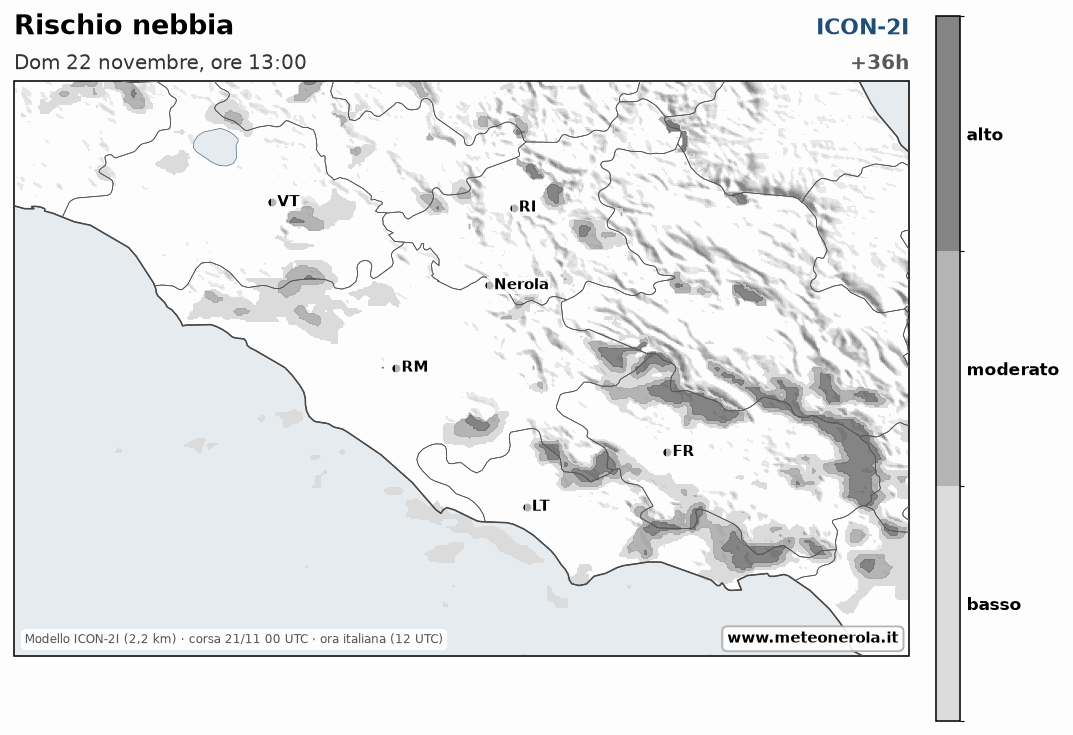 Rischio nebbia
ICON-2I
Dom 22 novembre, ore 13:00
+36h
alto
VT
RI
Nerola
RM
moderato
FR
LT
basso
Modello ICON-2I (2,2 km) · corsa 21/11 00 UTC · ora italiana (12 UTC)
www.meteonerola.it